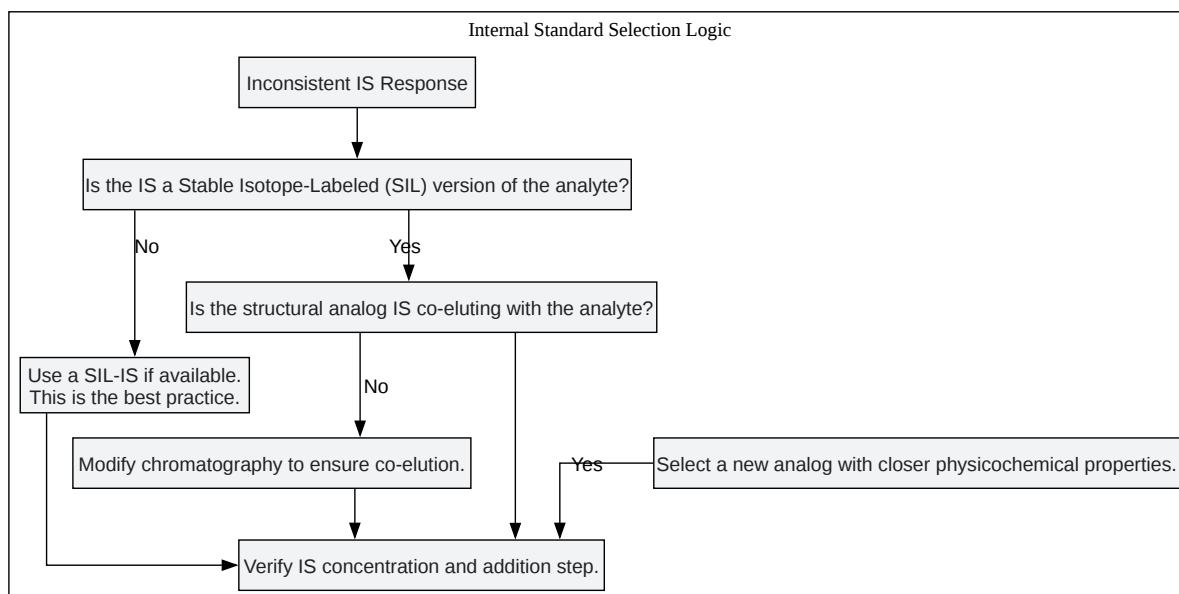 Internal Standard Selection Logic
Inconsistent IS Response
Is the IS a Stable Isotope-Labeled (SIL) version of the analyte?
No
Yes
Is the structural analog IS co-eluting with the analyte?
Use a SIL-IS if available.
This is the best practice.
No
Modify chromatography to ensure co-elution.
Yes
Select a new analog with closer physicochemical properties.
Verify IS concentration and addition step.